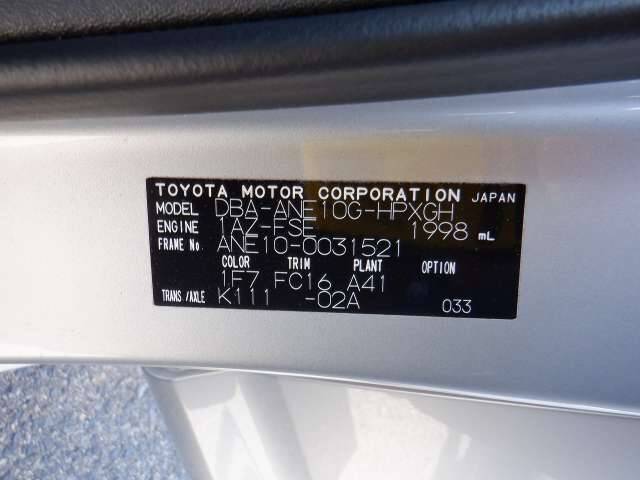 TOYOTA MOTOR CORPORATION JAPAN
MODEL DBA-ANE10G-HPXGH
ENGINE 1AZ-FSE 1998 mL
FRAME No. ANE10-0031521
COLOR TRIM PLANT OPTION
1F7 FC16 A41
TRANS/AXLE K111 -02A 033